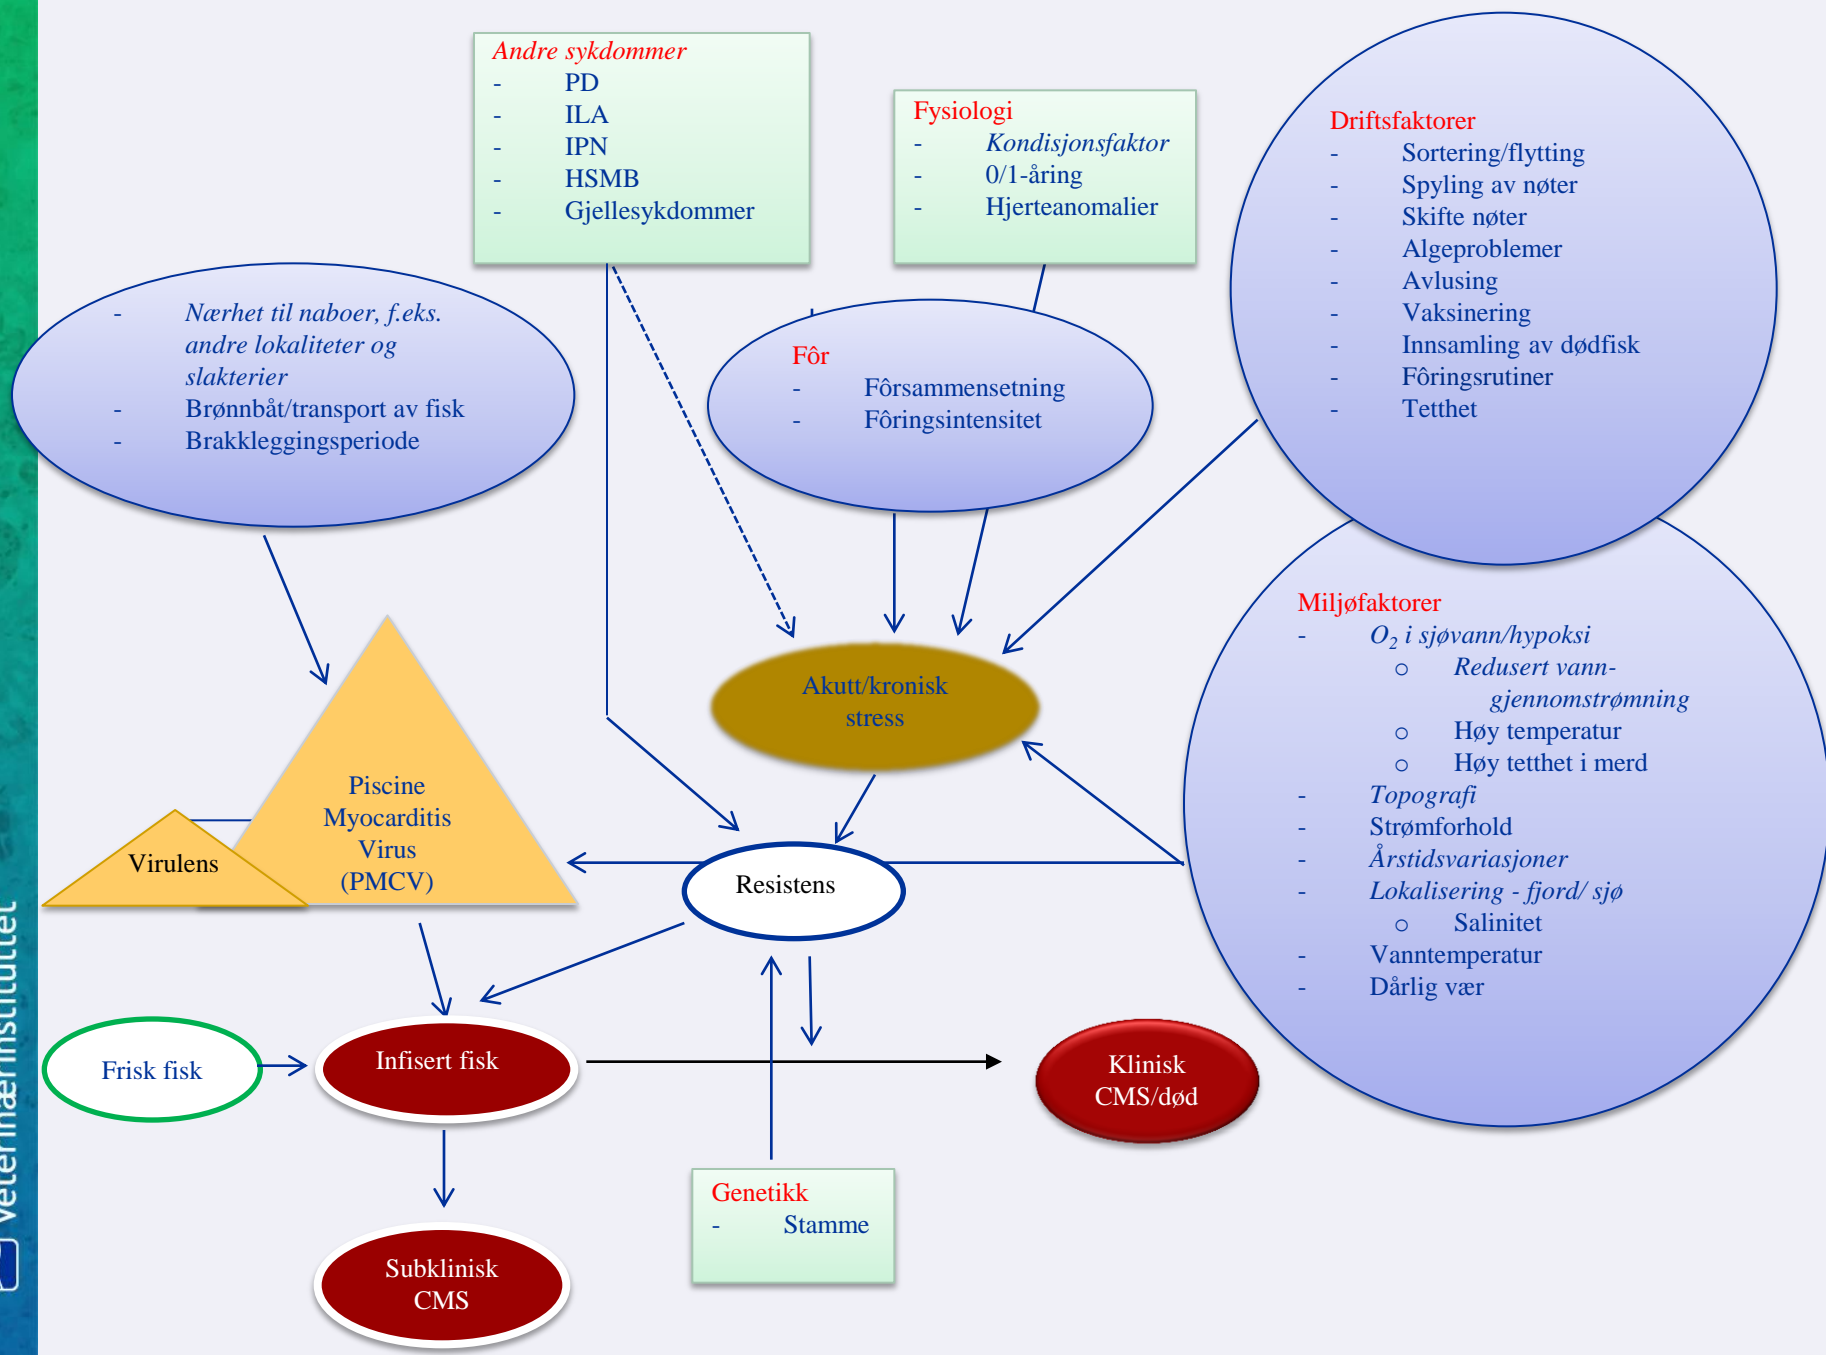 Andre sykdommer
- PD
- ILA
- IPN
- HSMB
- Gjellesykdommer
Fysiologi
- Kondisjonsfaktor
- 0/1-åring
- Hjerteanomalier
Driftsfaktorer
- Sortering/flytting
- Spyling av nøter
- Skifte nøter
- Algeproblemer
- Avlusing
- Vaksinering
- Innsamling av dødfisk
- Fôringsrutiner
- Tetthet
- Nærhet til naboer, f.eks.
andre lokaliteter og
slakterier
- Brønnbåt/transport av fisk
- Brakkleggingsperiode
Fôr
- Fôrsammensetning
- Fôringsintensitet
Miljøfaktorer
- O₂ i sjøvann/hypoksi
o Redusert vann-
gjennomstrømning
o Høy temperatur
o Høy tetthet i merd
- Topografi
- Strømforhold
- Årstidsvariasjoner
- Lokalisering - fjord/ sjø
o Salinitet
- Vanntemperatur
- Dårlig vær
Akutt/kronisk
stress
Piscine
Myocarditis
Virus
(PMCV)
Virulens
Resistens
Frisk fisk
Infisert fisk
Klinisk
CMS/død
Genetikk
- Stamme
Subklinisk
CMS
Veterinærinstituttet